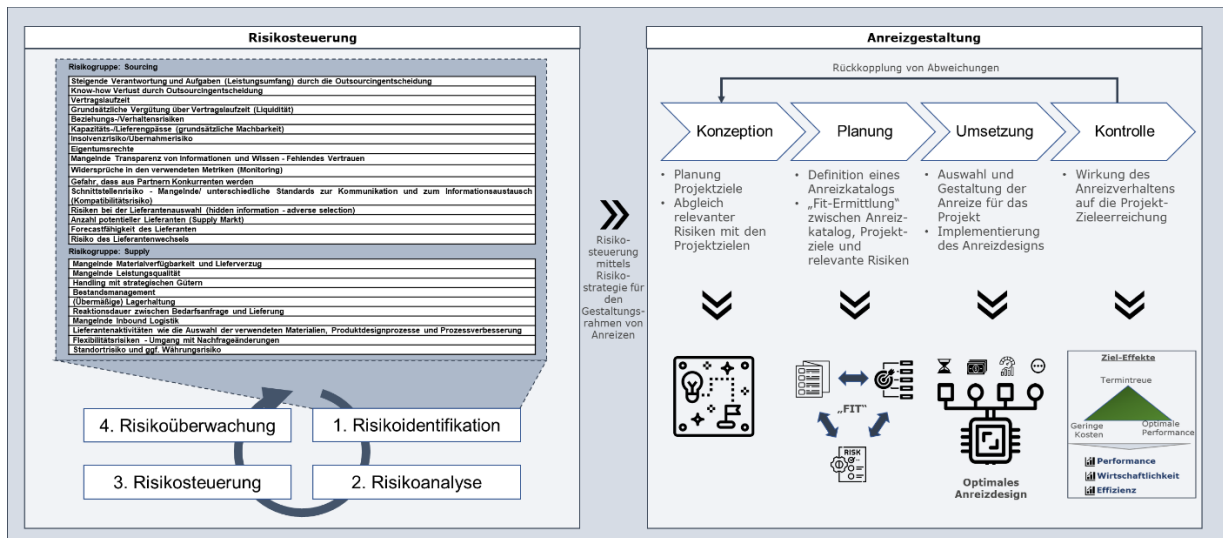 Risikosteuerung
Risikogruppe: Sourcing
Steigende Verantwortung und Aufgaben (Leistungsumfang) durch die Outsourcingentscheidung
Know-how Verlust durch Outsourcingentscheidung
Vertragslaufzeit
Grundsätzliche Vergütung über Vertragslaufzeit (Liquidität)
Beziehungs-/Verhaltensrisiken
Kapazitäts-/Lieferengpässe (grundsätzliche Machbarkeit)
Insolvenzrisiko/Übernahmerisiko
Eigentumsrechte
Mangelnde Transparenz von Informationen und Wissen - Fehlendes Vertrauen
Widersprüche in den verwendeten Metriken (Monitoring)
Gefahr, dass aus Partnern Konkurrenten werden
Schnittstellenrisiko - Mangelnde/ unterschiedliche Standards zur Kommunikation und zum Informationsaustausch
(Kompatibilitätsrisiko)
Risiken bei der Lieferantenauswahl (hidden information - adverse selection)
Anzahl potentieller Lieferanten (Supply Markt)
Forecastfähigkeit des Lieferanten
Risiko des Lieferantenwechsels
Risikogruppe: Supply
Mangelnde Materialverfügbarkeit und Lieferverzug
Mangelnde Leistungsqualität
Handling mit strategischen Gütern
Bestandsmanagement
(Übermäßige) Lagerhaltung
Reaktionsdauer zwischen Bedarfsanfrage und Lieferung
Mangelnde Inbound Logistik
Lieferantenaktivitäten wie die Auswahl der verwendeten Materialien, Produktdesignprozesse und Prozessverbesserung
Flexibilitätsrisiken - Umgang mit Nachfrageänderungen
Standortrisiko und ggf. Währungsrisiko
4. Risikoüberwachung
1. Risikoidentifikation
3. Risikosteuerung
2. Risikoanalyse
Risiko-
steuerung
mittels
Risiko-
strategie für
den
Gestaltungs-
rahmen von
Anreizen
Anreizgestaltung
Rückkopplung von Abweichungen
Konzeption
Planung
Umsetzung
Kontrolle
• Planung
Projektziele
• Abgleich
relevanter
Risiken mit den
Projektzielen
• Definition eines
Anreizkatalogs
• „Fit-Ermittlung“
zwischen Anreiz-
katalog, Projekt-
ziele und
relevante Risiken
• Auswahl und
Gestaltung der
Anreize für das
Projekt
• Implementierung
des Anreizdesigns
• Wirkung des
Anreizverhaltens
auf die Projekt-
Zieleerreichung
„FIT“
RISK
Optimales
Anreizdesign
Ziel-Effekte
Termintreue
Geringe
Kosten
Optimale
Performance
Performance
Wirtschaftlichkeit
Effizienz